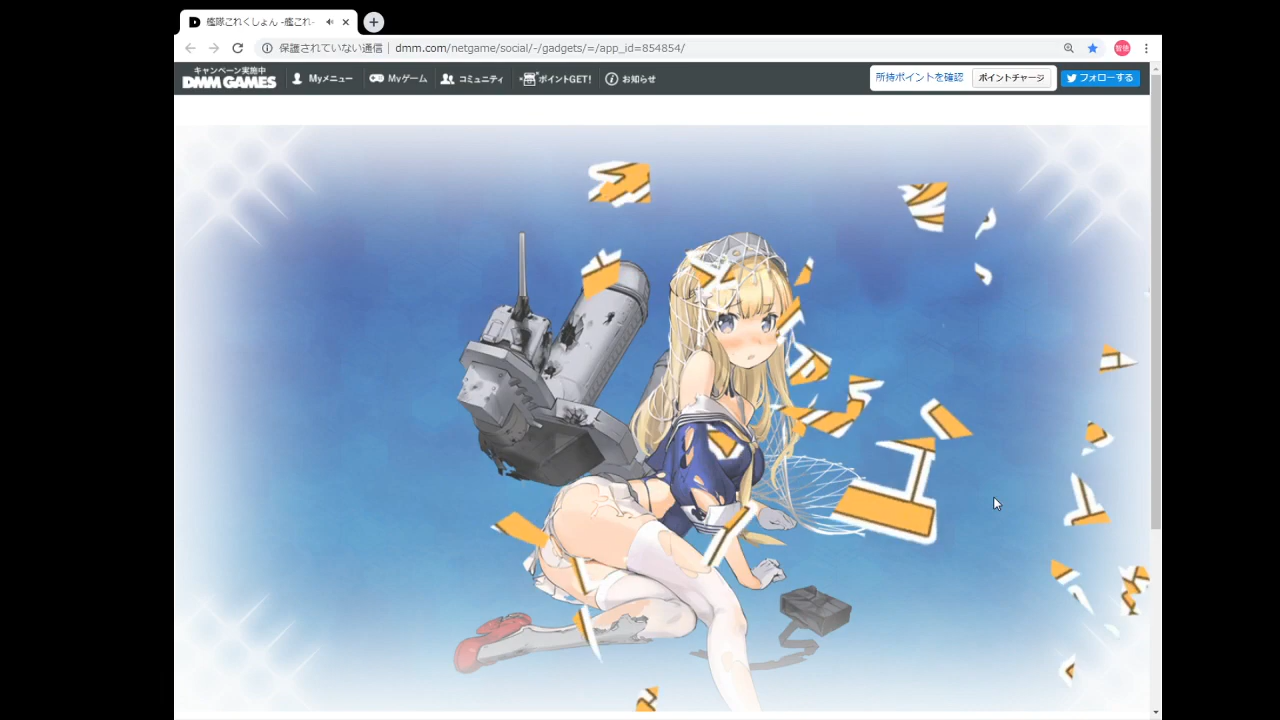 艦隊これくしょん -艦これ-
保護されていない通信 | dmm.com/netgame/social/-/gadgets/=/app_id=854854/
智徳
キャンペーン実施中
DMM GAMES
Myメニュー
Myゲーム
コミュニティ
ポイントGET!
お知らせ
所持ポイントを確認
ポイントチャージ
フォローする